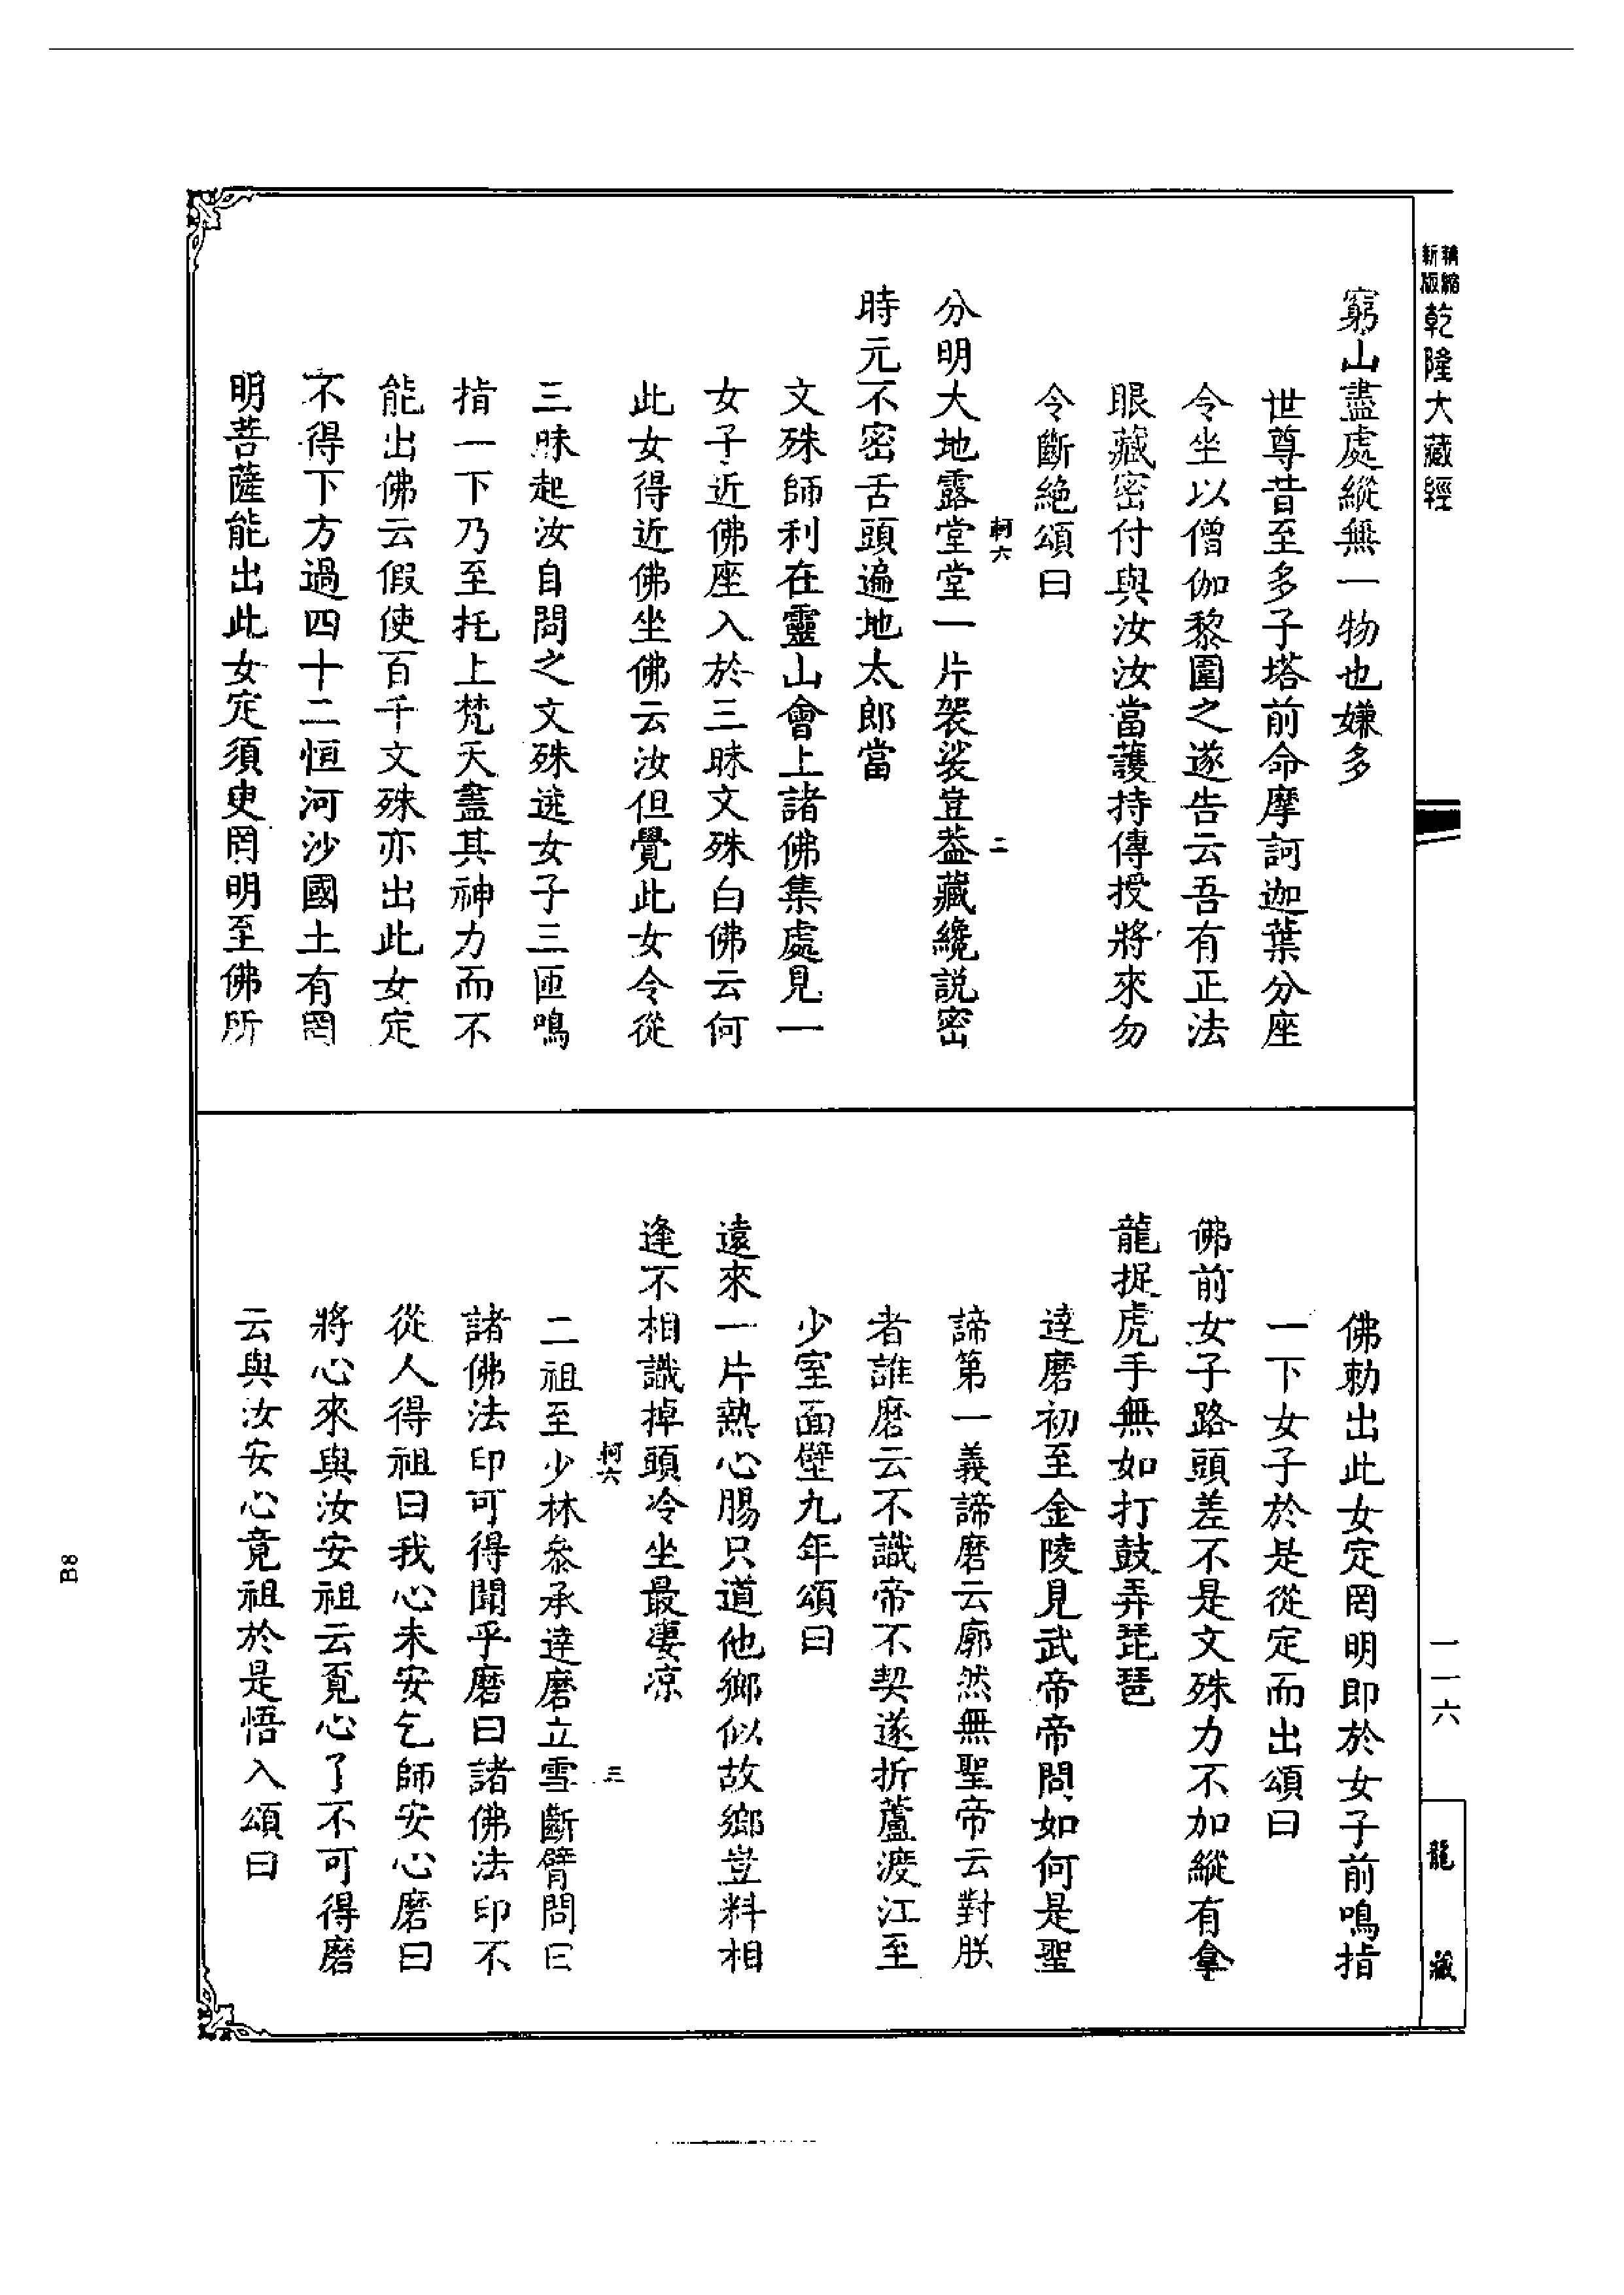 精縮
新版
乾隆大藏經
窮山盡處縱無一物也嫌多
世尊昔至多子塔前命摩訶迦葉分座
令坐以僧伽黎圍之遂告云吾有正法
眼藏密付與汝汝當護持傳授將來勿
令斷絕頌曰
柯六
二
分明大地露堂堂一片袈裟豈葢藏纔説密
時元不密舌頭遍地太郎當
文殊師利在靈山會上諸佛集處見一
女子近佛座入於三昧文殊白佛云何
此女得近佛坐佛云汝但覺此女令從
三昧起汝自問之文殊遶女子三匝鳴
指一下乃至托上梵天盡其神力而不
能出佛云假使百千文殊亦出此女定
不得下方過四十二恒河沙國土有罔
明菩薩能出此女定須臾罔明至佛所
佛勅出此女定罔明即於女子前鳴指
一下女子於是從定而出頌曰
佛前女子路頭差不是文殊力不加縱有拿
龍捉虎手無如打鼓弄琵琶
達磨初至金陵見武帝帝問如何是聖
諦第一義諦磨云廓然無聖帝云對朕
者誰磨云不識帝不契遂折蘆渡江至
少室面壁九年頌曰
遠來一片熱心腸只道他鄉似故鄉豈料相
逢不相識掉頭冷坐最淒凉
柯六
三
二祖至少林叅承達磨立雪斷臂問曰
諸佛法印可得聞乎磨曰諸佛法印不
從人得祖曰我心未安乞師安心磨曰
將心來與汝安祖云覓心了不可得磨
云與汝安心竟祖於是悟入頌曰
一一六
龍藏
B8